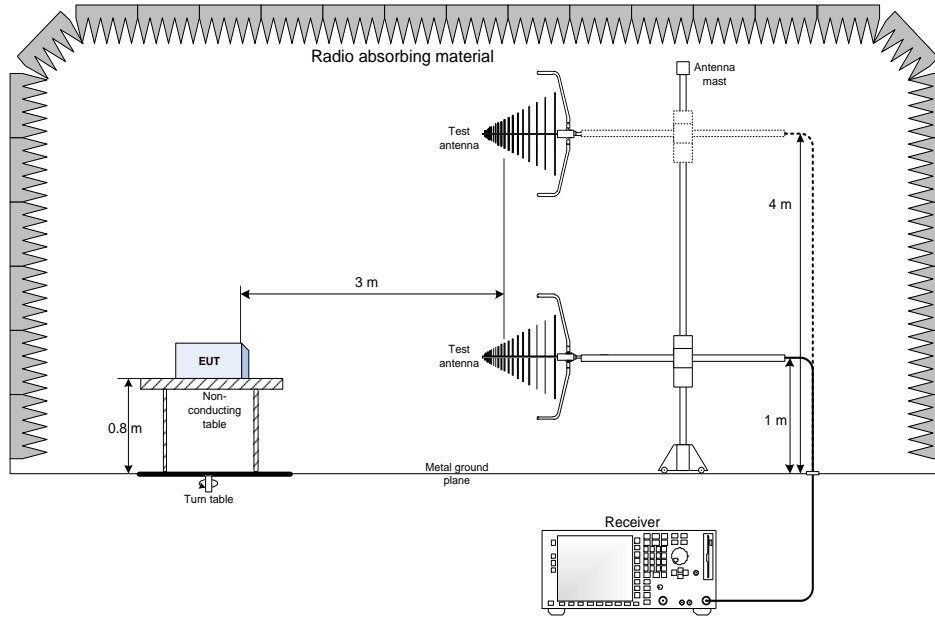 Radio absorbing material
Antenna
mast
Test
antenna
4 m
3 m
EUT
Test
antenna
Non-
conducting
table
0.8 m
1 m
Metal ground
plane
Turn table
Receiver